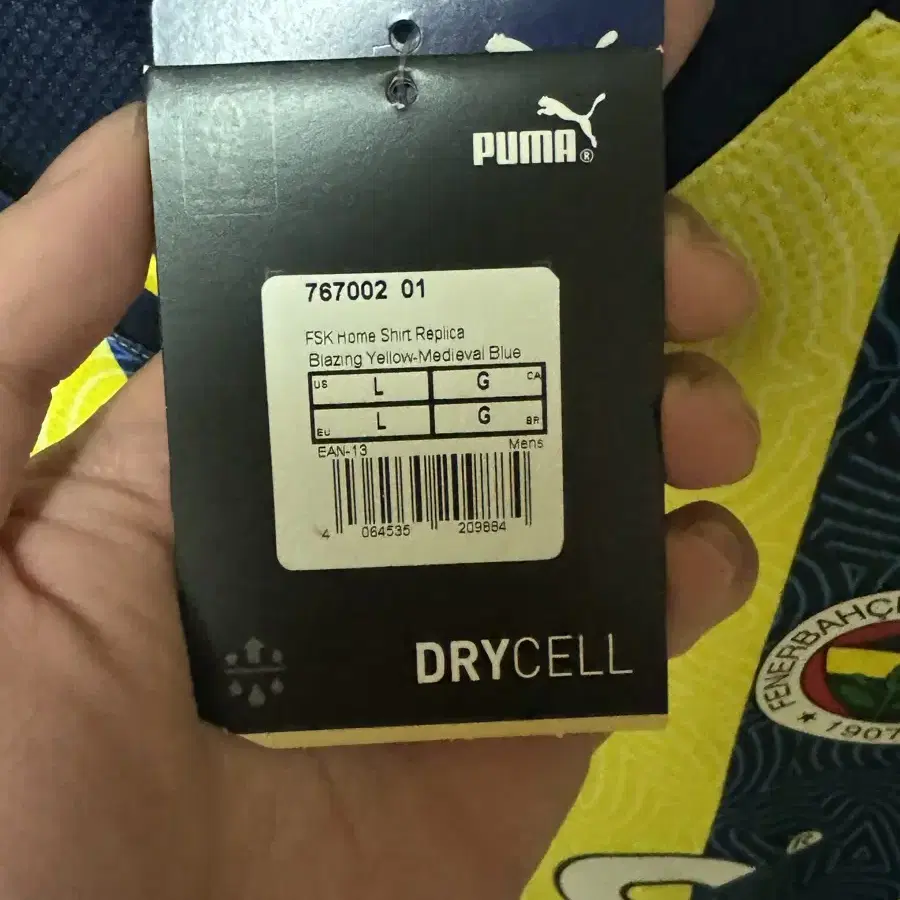 PUMA®
767002 01
FSK Home Shirt Replica
Blazing Yellow-Medieval Blue
US L G CA
EU L G BR
EAN-13 Mens
4 064535 209884
DRYCELL
FENERBAHÇ
★ 1907
®